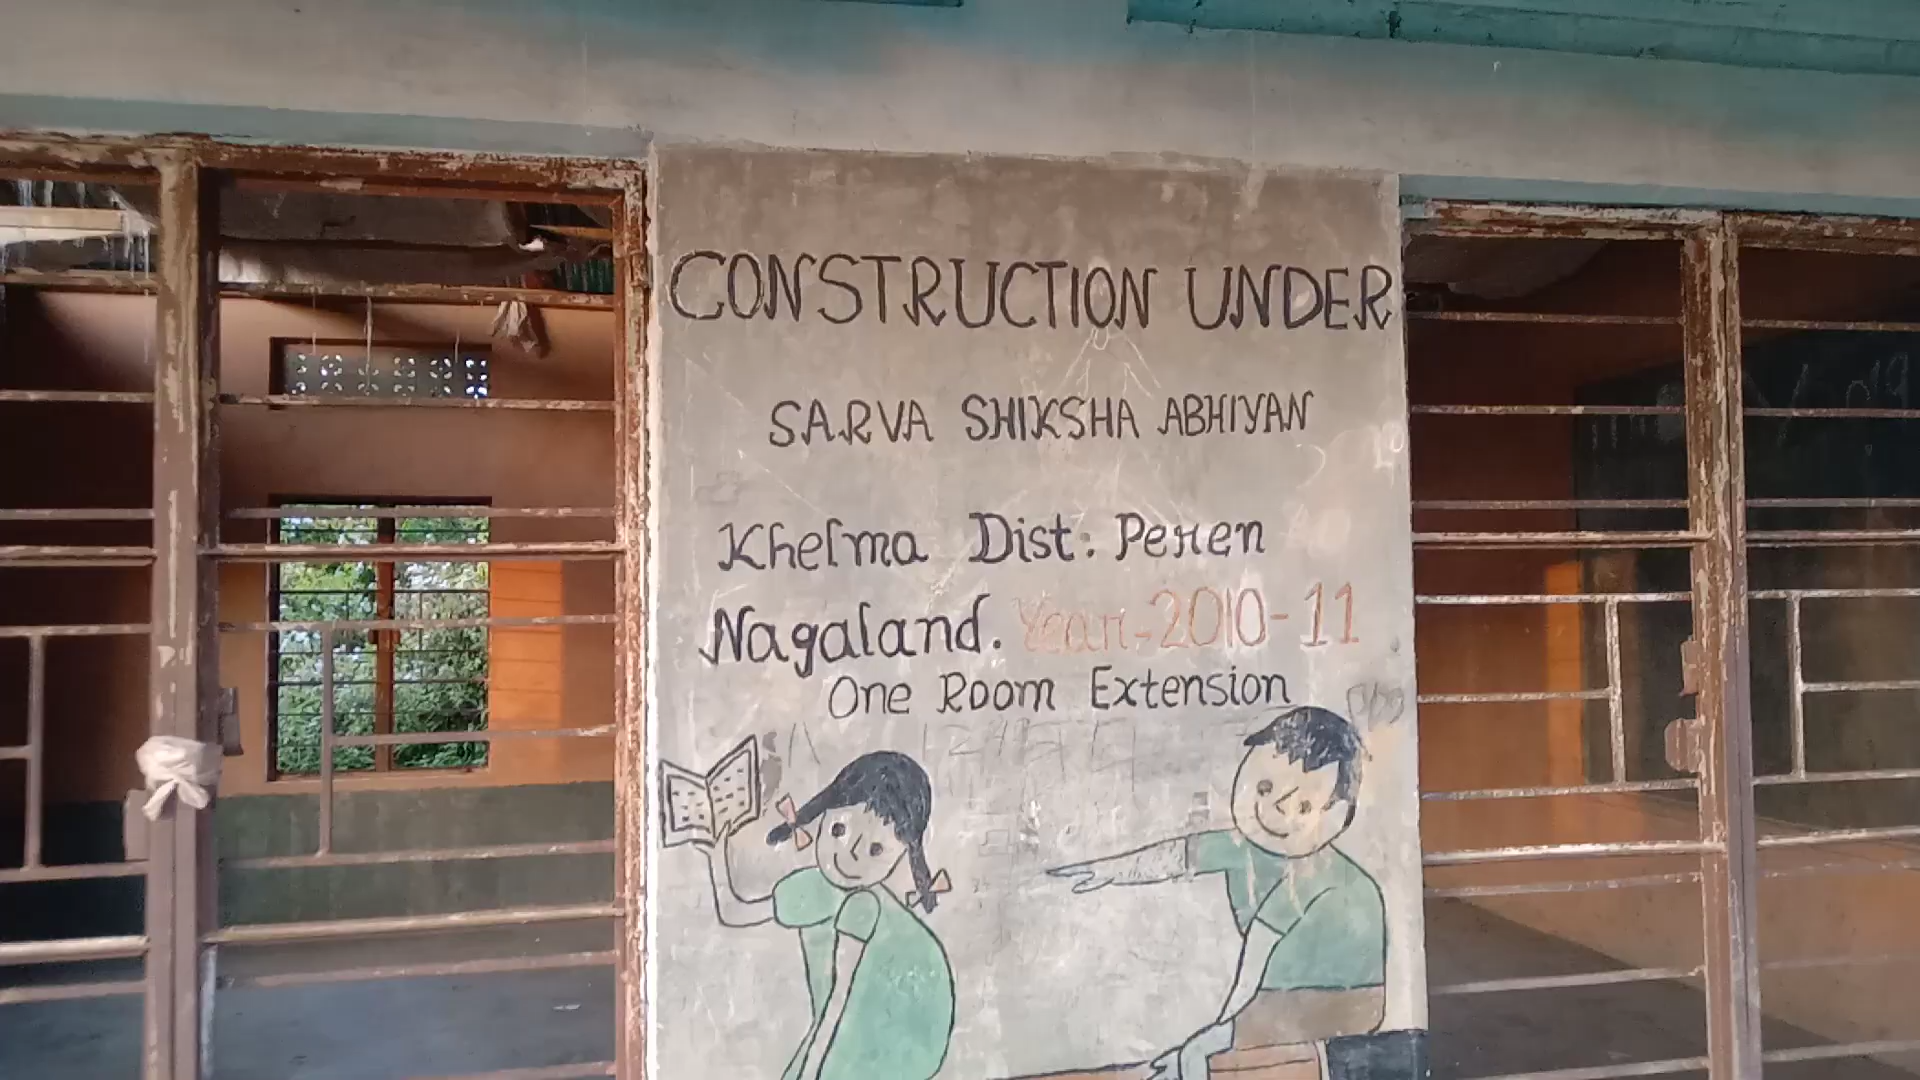 CONSTRUCTION UNDER
SARVA SHIKSHA ABHIYAN
Khelma Dist: Peren
Nagaland. Year-2010-11
One Room Extension